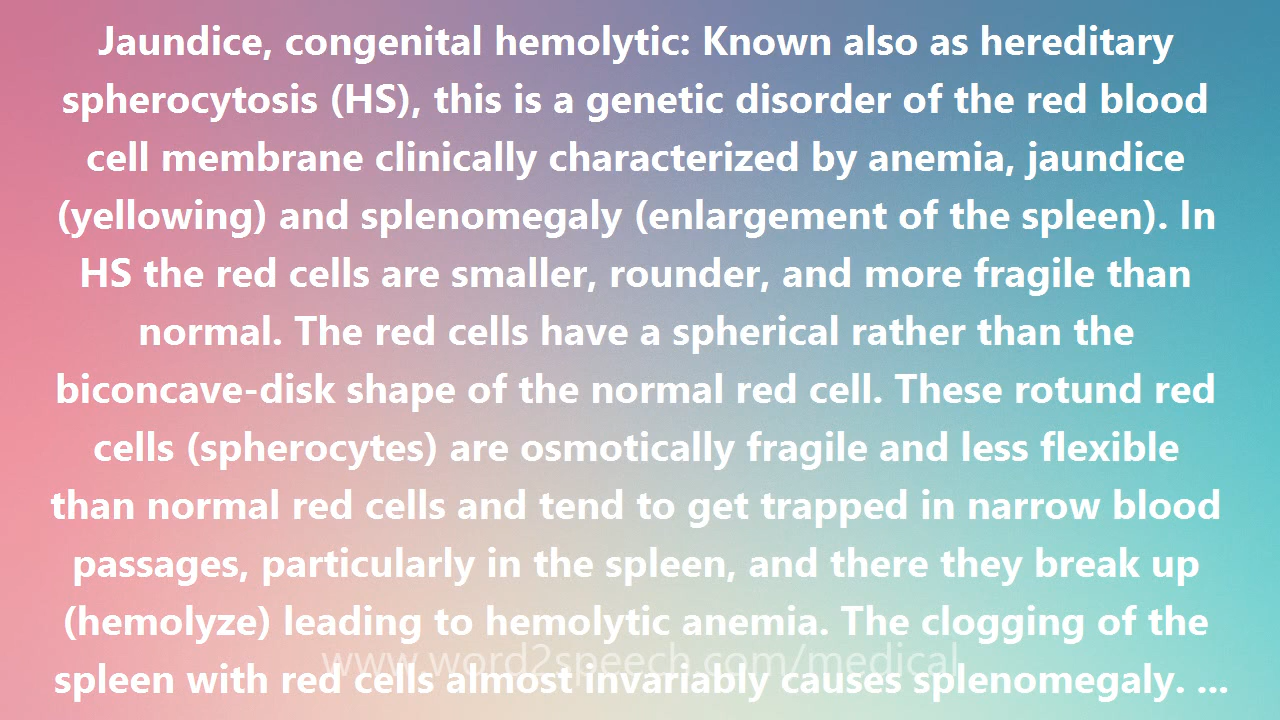 Jaundice, congenital hemolytic: Known also as hereditary
spherocytosis (HS), this is a genetic disorder of the red blood
cell membrane clinically characterized by anemia, jaundice
(yellowing) and splenomegaly (enlargement of the spleen). In
HS the red cells are smaller, rounder, and more fragile than
normal. The red cells have a spherical rather than the
biconcave-disk shape of the normal red cell. These rotund red
cells (spherocytes) are osmotically fragile and less flexible
than normal red cells and tend to get trapped in narrow blood
passages, particularly in the spleen, and there they break up
(hemolyze) leading to hemolytic anemia. The clogging of the
www.word2speech.com/medical
spleen with red cells almost invariably causes splenomegaly. ...